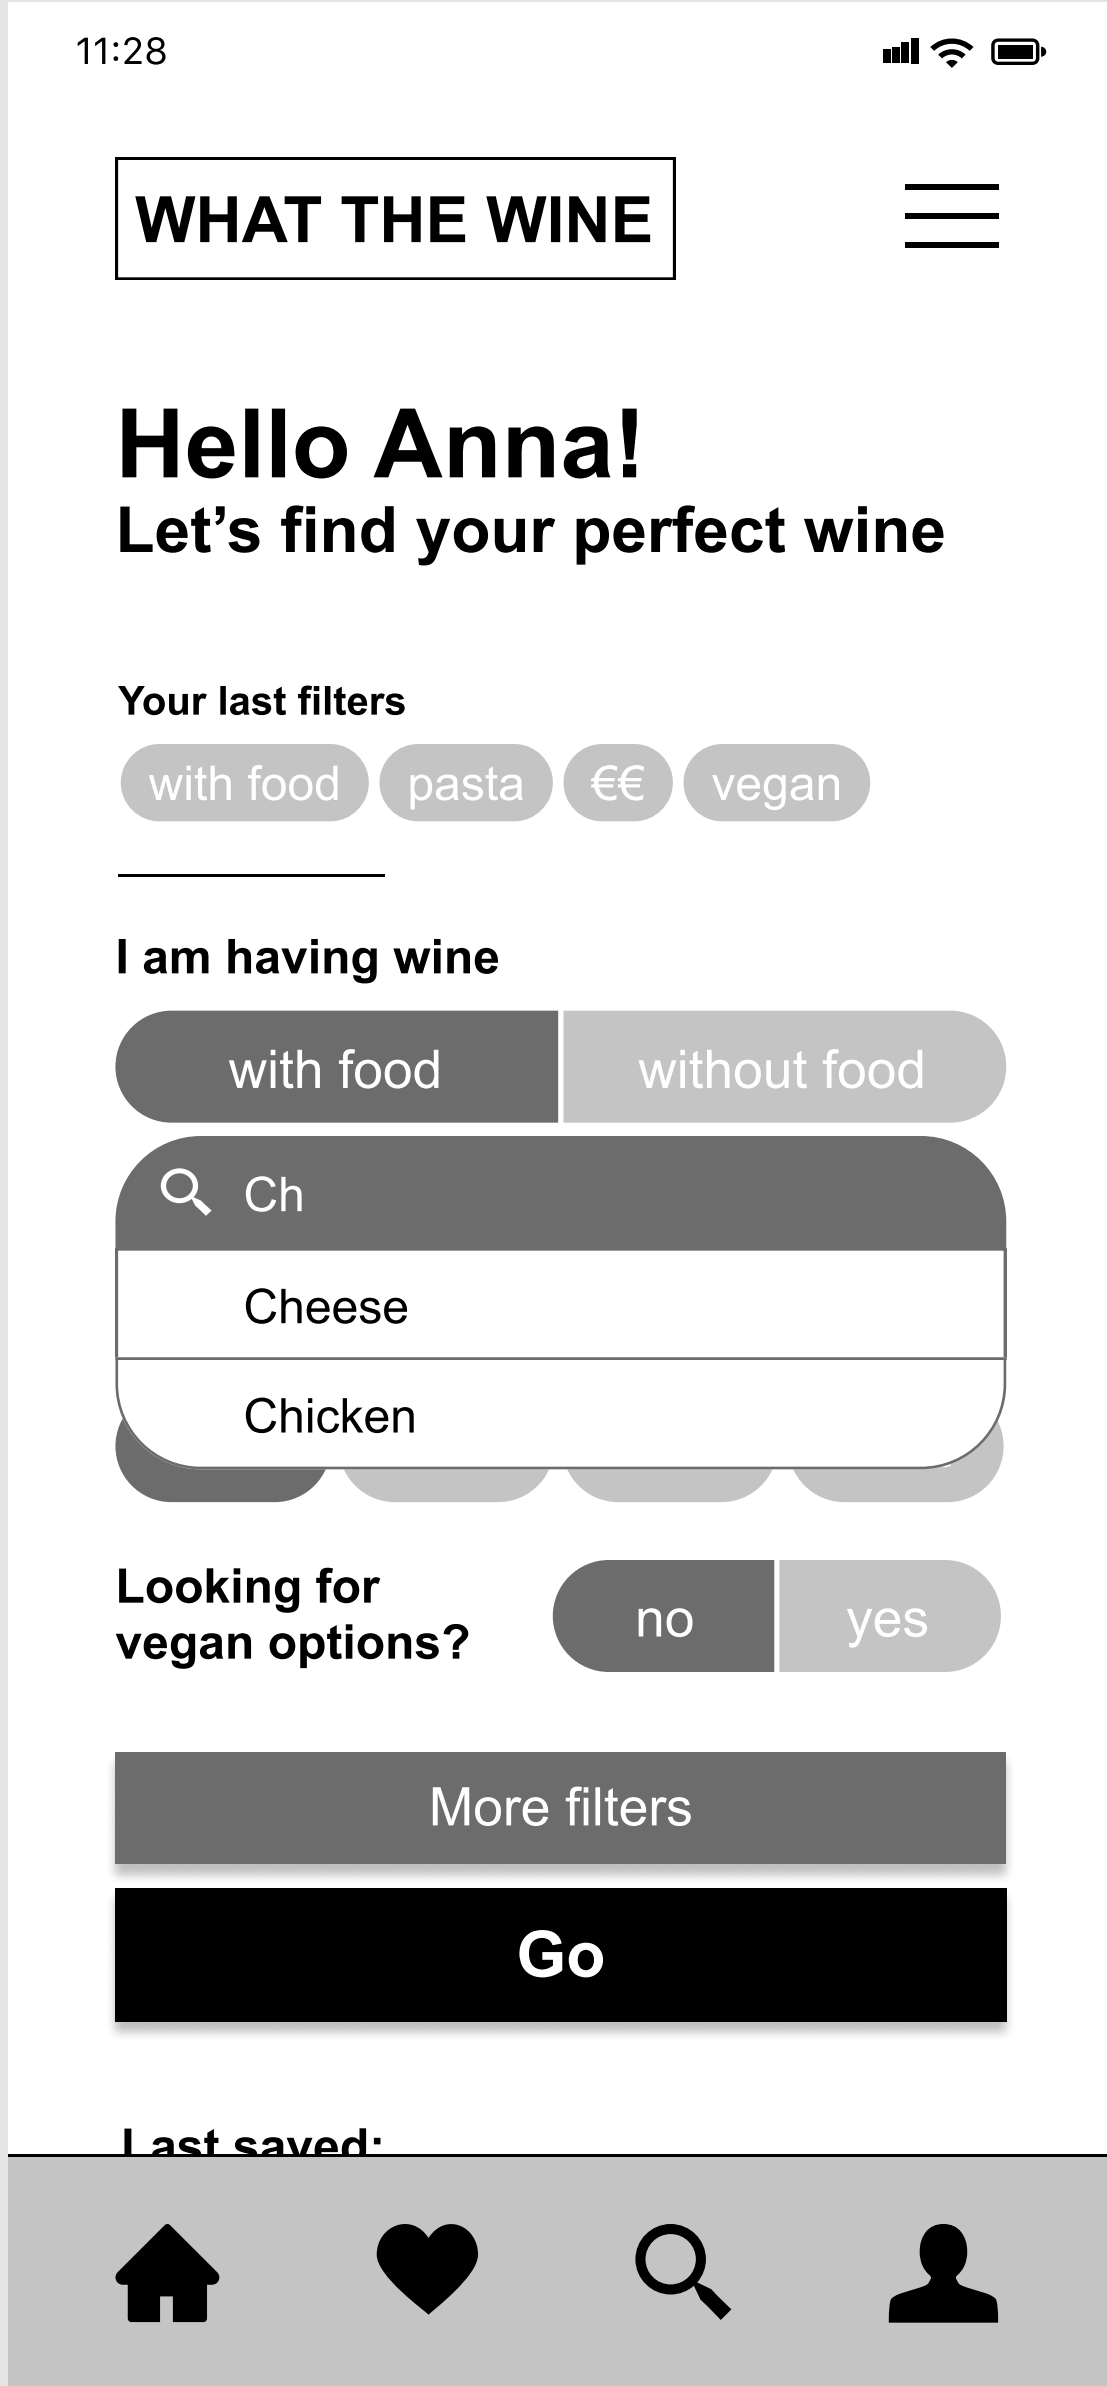 11:28
WHAT THE WINE
Hello Anna!
Let’s find your perfect wine
Your last filters
with food pasta €€ vegan
I am having wine
with food without food
Ch
Cheese
Chicken
Looking for
vegan options?
no yes
More filters
Go
Last saved: